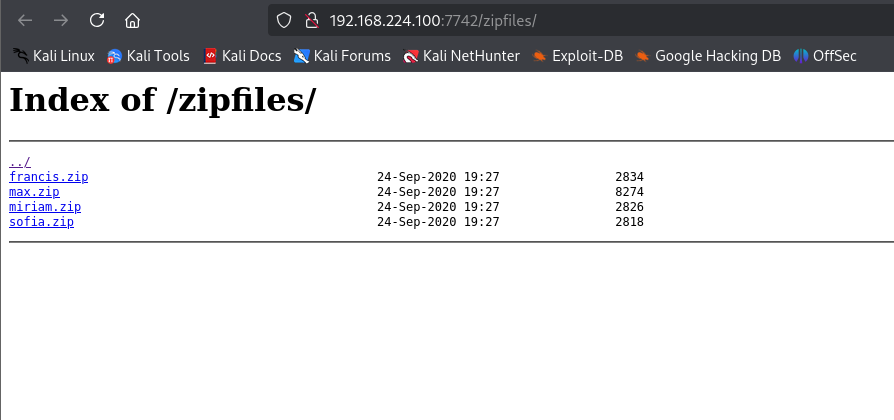 192.168.224.100:7742/zipfiles/
Kali Linux Kali Tools Kali Docs Kali Forums Kali NetHunter Exploit-DB Google Hacking DB OffSec
Index of /zipfiles/
../
francis.zip 24-Sep-2020 19:27 2834
max.zip 24-Sep-2020 19:27 8274
miriam.zip 24-Sep-2020 19:27 2826
sofia.zip 24-Sep-2020 19:27 2818